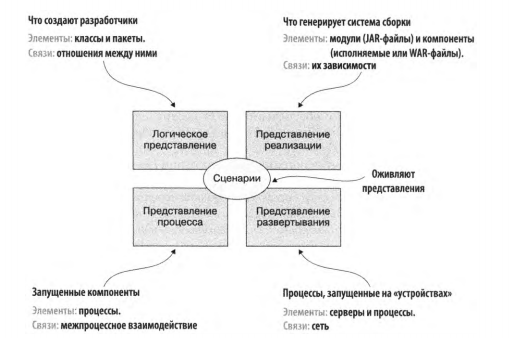 Что создают разработчики
Элементы: классы и пакеты.
Связи: отношения между ними
Что генерирует система сборки
Элементы: модули (JAR-файлы) и компоненты
(исполняемые или WAR-файлы).
Связи: их зависимости
Логическое
представление
Представление
реализации
Сценарии
Оживляют
представления
Представление
процесса
Представление
развертывания
Запущенные компоненты
Элементы: процессы.
Связи: межпроцессное взаимодействие
Процессы, запущенные на «устройствах»
Элементы: серверы и процессы.
Связи: сеть